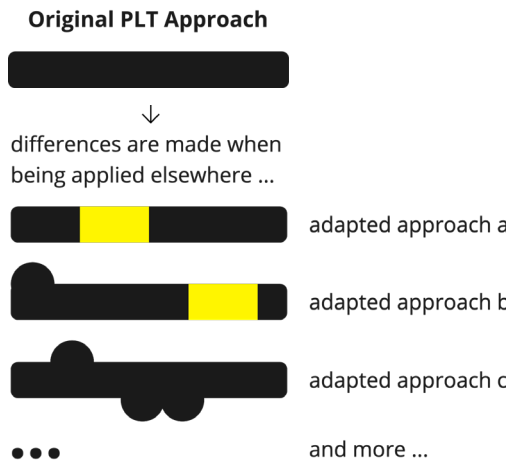 Original PLT Approach
differences are made when
being applied elsewhere ...
adapted approach a
adapted approach b
adapted approach c
and more ...